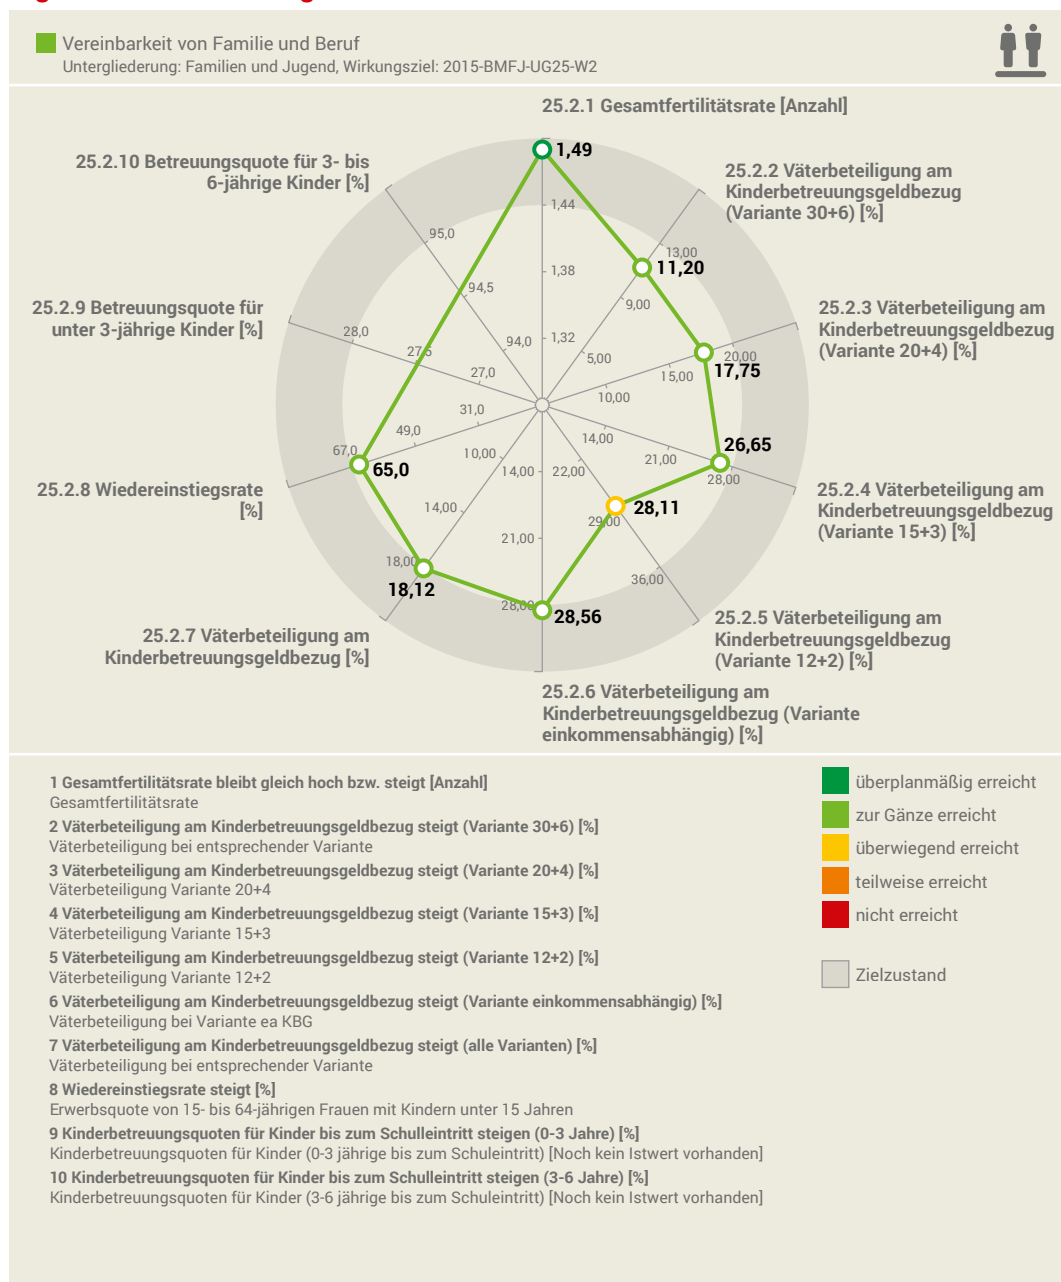 Vereinbarkeit von Familie und Beruf
Untergliederung: Familien und Jugend, Wirkungsziel: 2015-BMFJ-UG25-W2
25.2.1 Gesamtfertilitätsrate [Anzahl]
1,49
1,44
1,38
1,32
25.2.2 Väterbeteiligung am
Kinderbetreuungsgeldbezug
(Variante 30+6) [%]
13,00
11,20
9,00
5,00
25.2.3 Väterbeteiligung am
Kinderbetreuungsgeldbezug
(Variante 20+4) [%]
20,00
17,75
15,00
10,00
25.2.4 Väterbeteiligung am
Kinderbetreuungsgeldbezug
(Variante 15+3) [%]
26,65
28,00
21,00
14,00
25.2.5 Väterbeteiligung am
Kinderbetreuungsgeldbezug
(Variante 12+2) [%]
22,00
28,11
29,00
36,00
25.2.6 Väterbeteiligung am
Kinderbetreuungsgeldbezug (Variante
einkommensabhängig) [%]
14,00
21,00
28,00
28,56
25.2.7 Väterbeteiligung am
Kinderbetreuungsgeldbezug [%]
10,00
14,00
18,00
18,12
25.2.8 Wiedereinstiegsrate
[%]
31,0
49,0
67,0
65,0
25.2.9 Betreuungsquote für
unter 3-jährige Kinder [%]
28,0
27,5
27,0
25.2.10 Betreuungsquote für 3- bis
6-jährige Kinder [%]
95,0
94,5
94,0
1 Gesamtfertilitätsrate bleibt gleich hoch bzw. steigt [Anzahl]
Gesamtfertilitätsrate
2 Väterbeteiligung am Kinderbetreuungsgeldbezug steigt (Variante 30+6) [%]
Väterbeteiligung bei entsprechender Variante
3 Väterbeteiligung am Kinderbetreuungsgeldbezug steigt (Variante 20+4) [%]
Väterbeteiligung Variante 20+4
4 Väterbeteiligung am Kinderbetreuungsgeldbezug steigt (Variante 15+3) [%]
Väterbeteiligung Variante 15+3
5 Väterbeteiligung am Kinderbetreuungsgeldbezug steigt (Variante 12+2) [%]
Väterbeteiligung Variante 12+2
6 Väterbeteiligung am Kinderbetreuungsgeldbezug steigt (Variante einkommensabhängig) [%]
Väterbeteiligung bei Variante ea KBG
7 Väterbeteiligung am Kinderbetreuungsgeldbezug steigt (alle Varianten) [%]
Väterbeteiligung bei entsprechender Variante
8 Wiedereinstiegsrate steigt [%]
Erwerbsquote von 15- bis 64-jährigen Frauen mit Kindern unter 15 Jahren
9 Kinderbetreuungsquoten für Kinder bis zum Schulleintritt steigen (0-3 Jahre) [%]
Kinderbetreuungsquoten für Kinder (0-3 jährige bis zum Schuleintritt) [Noch kein Istwert vorhanden]
10 Kinderbetreuungsquoten für Kinder bis zum Schulleintritt steigen (3-6 Jahre) [%]
Kinderbetreuungsquoten für Kinder (3-6 jährige bis zum Schuleintritt) [Noch kein Istwert vorhanden]
überplanmäßig erreicht
zur Gänze erreicht
überwiegend erreicht
teilweise erreicht
nicht erreicht
Zielzustand